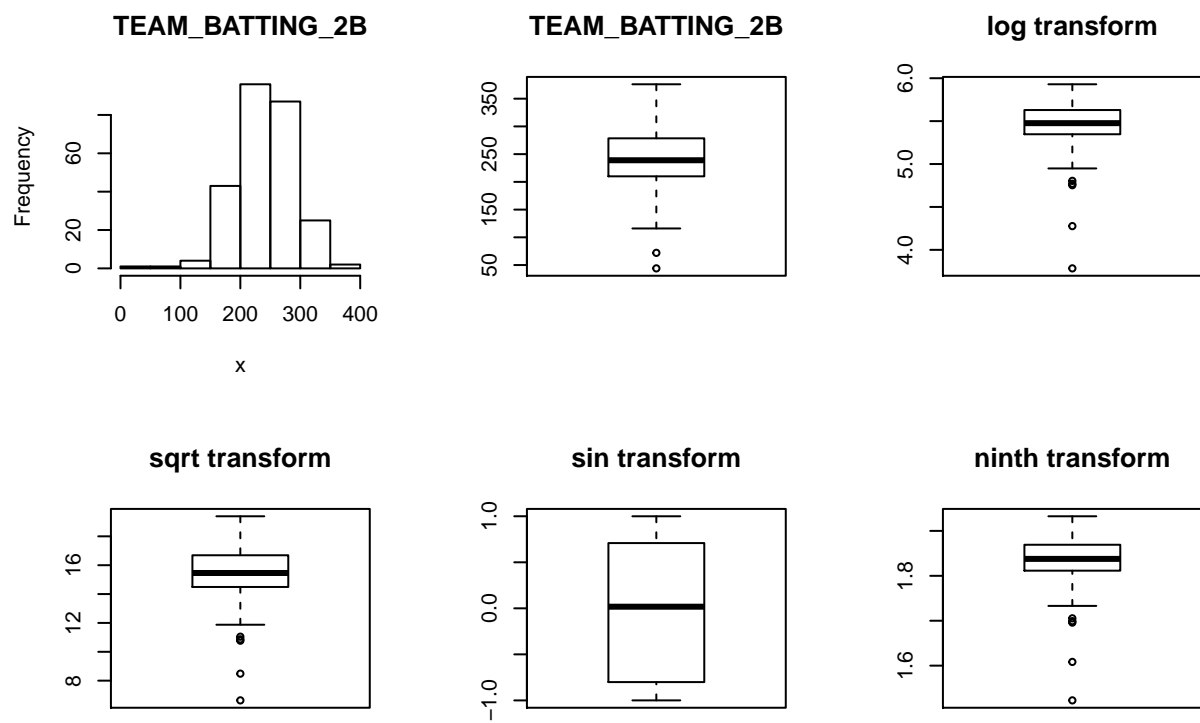 TEAM_BATTING_2B
Frequency
0 20 60
0 100 200 300 400
x
TEAM_BATTING_2B
50 150 250 350
log transform
4.0 5.0 6.0
sqrt transform
8 12 16
sin transform
−1.0 0.0 1.0
ninth transform
1.6 1.8